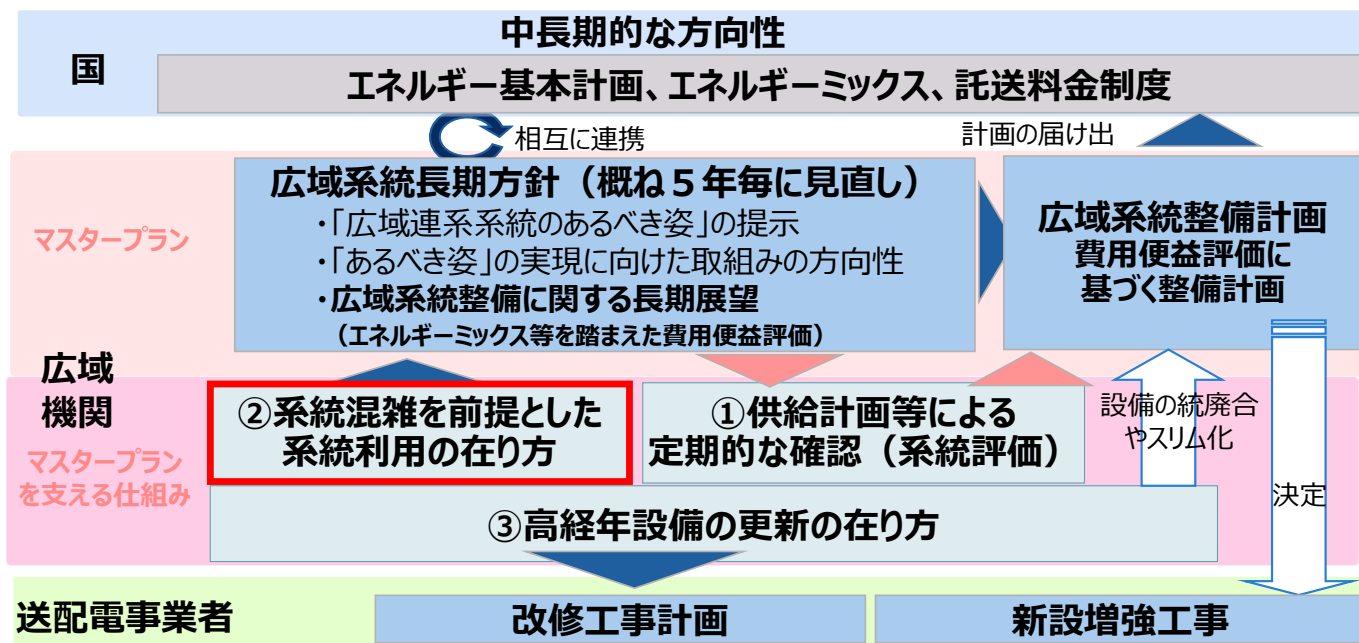 中長期的な方向性
国
エネルギー基本計画、エネルギーミックス、託送料金制度
相互に連携
計画の届け出
マスタープラン
広域系統長期方針（概ね５年毎に見直し）
・「広域連系系統のあるべき姿」の提示
・「あるべき姿」の実現に向けた取組みの方向性
・広域系統整備に関する長期展望
（エネルギーミックス等を踏まえた費用便益評価）
広域系統整備計画
費用便益評価に
基づく整備計画
広域
機関
マスタープラン
を支える仕組み
②系統混雑を前提とした
系統利用の在り方
①供給計画等による
定期的な確認（系統評価）
設備の統廃合
やスリム化
決定
③高経年設備の更新の在り方
送配電事業者
改修工事計画
新設増強工事